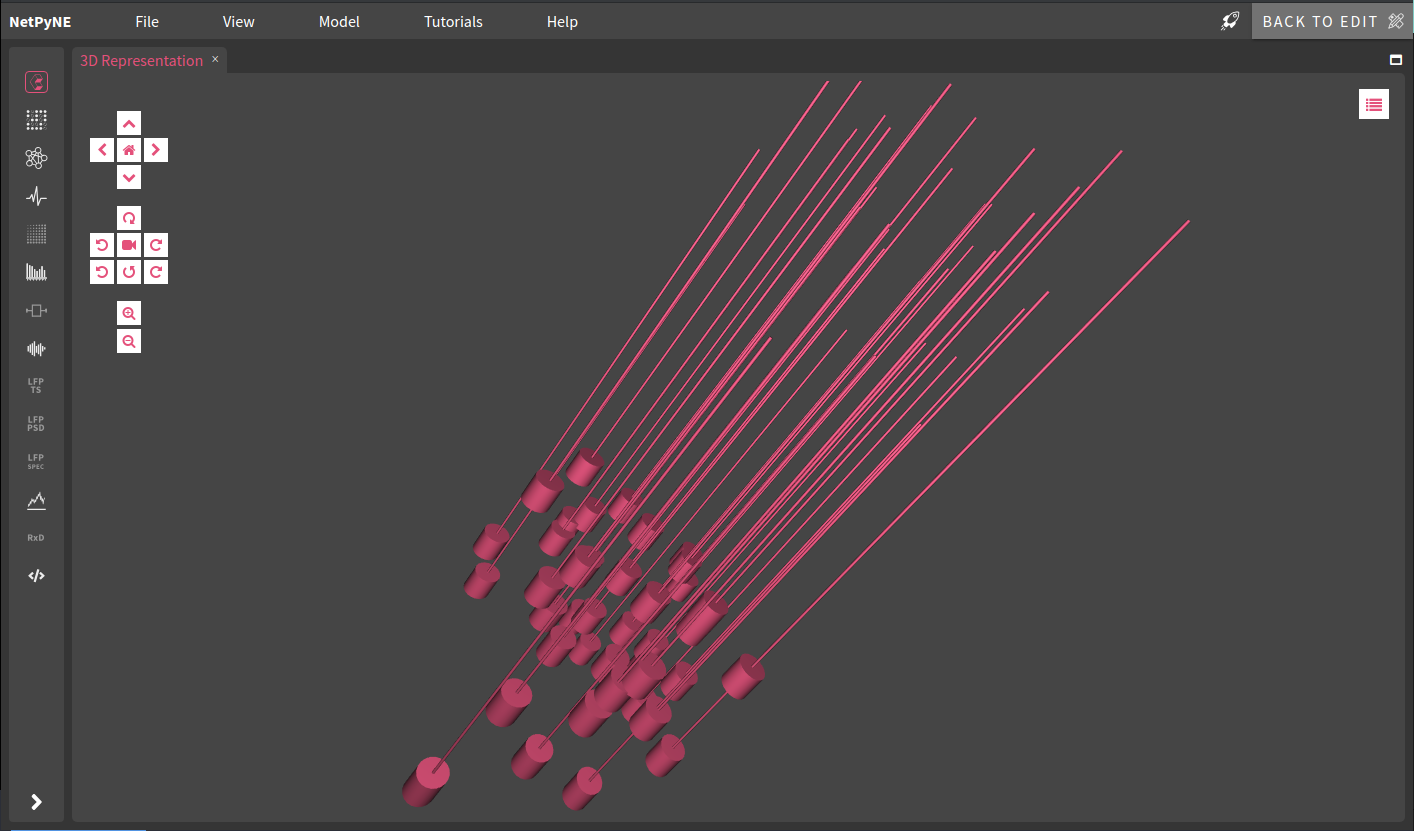 NetPyNE File View Model Tutorials Help BACK TO EDIT
3D Representation ×
LFP
TS
LFP
PSD
LFP
SPEC
RxD